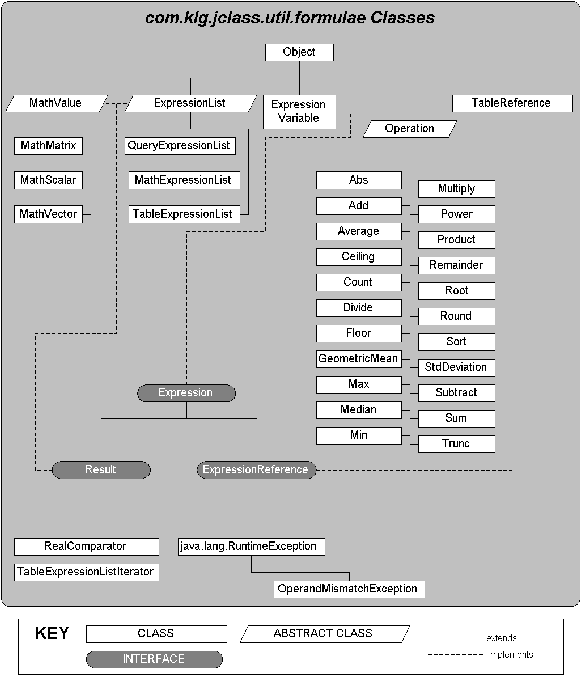 com.klg.jclass.util.formulae Classes
Object
MathValue
ExpressionList
Expression
Variable
TableReference
Operation
MathMatrix
QueryExpressionList
MathScalar
MathExpressionList
MathVector
TableExpressionList
Abs
Add
Average
Ceiling
Count
Divide
Floor
GeometricMean
Max
Median
Min
Multiply
Power
Product
Remainder
Root
Round
Sort
StdDeviation
Subtract
Sum
Trunc
Expression
Result
ExpressionReference
RealComparator
java.lang.RuntimeException
TableExpressionListIterator
OperandMismatchException
KEY
CLASS
ABSTRACT CLASS
INTERFACE
extends
implements